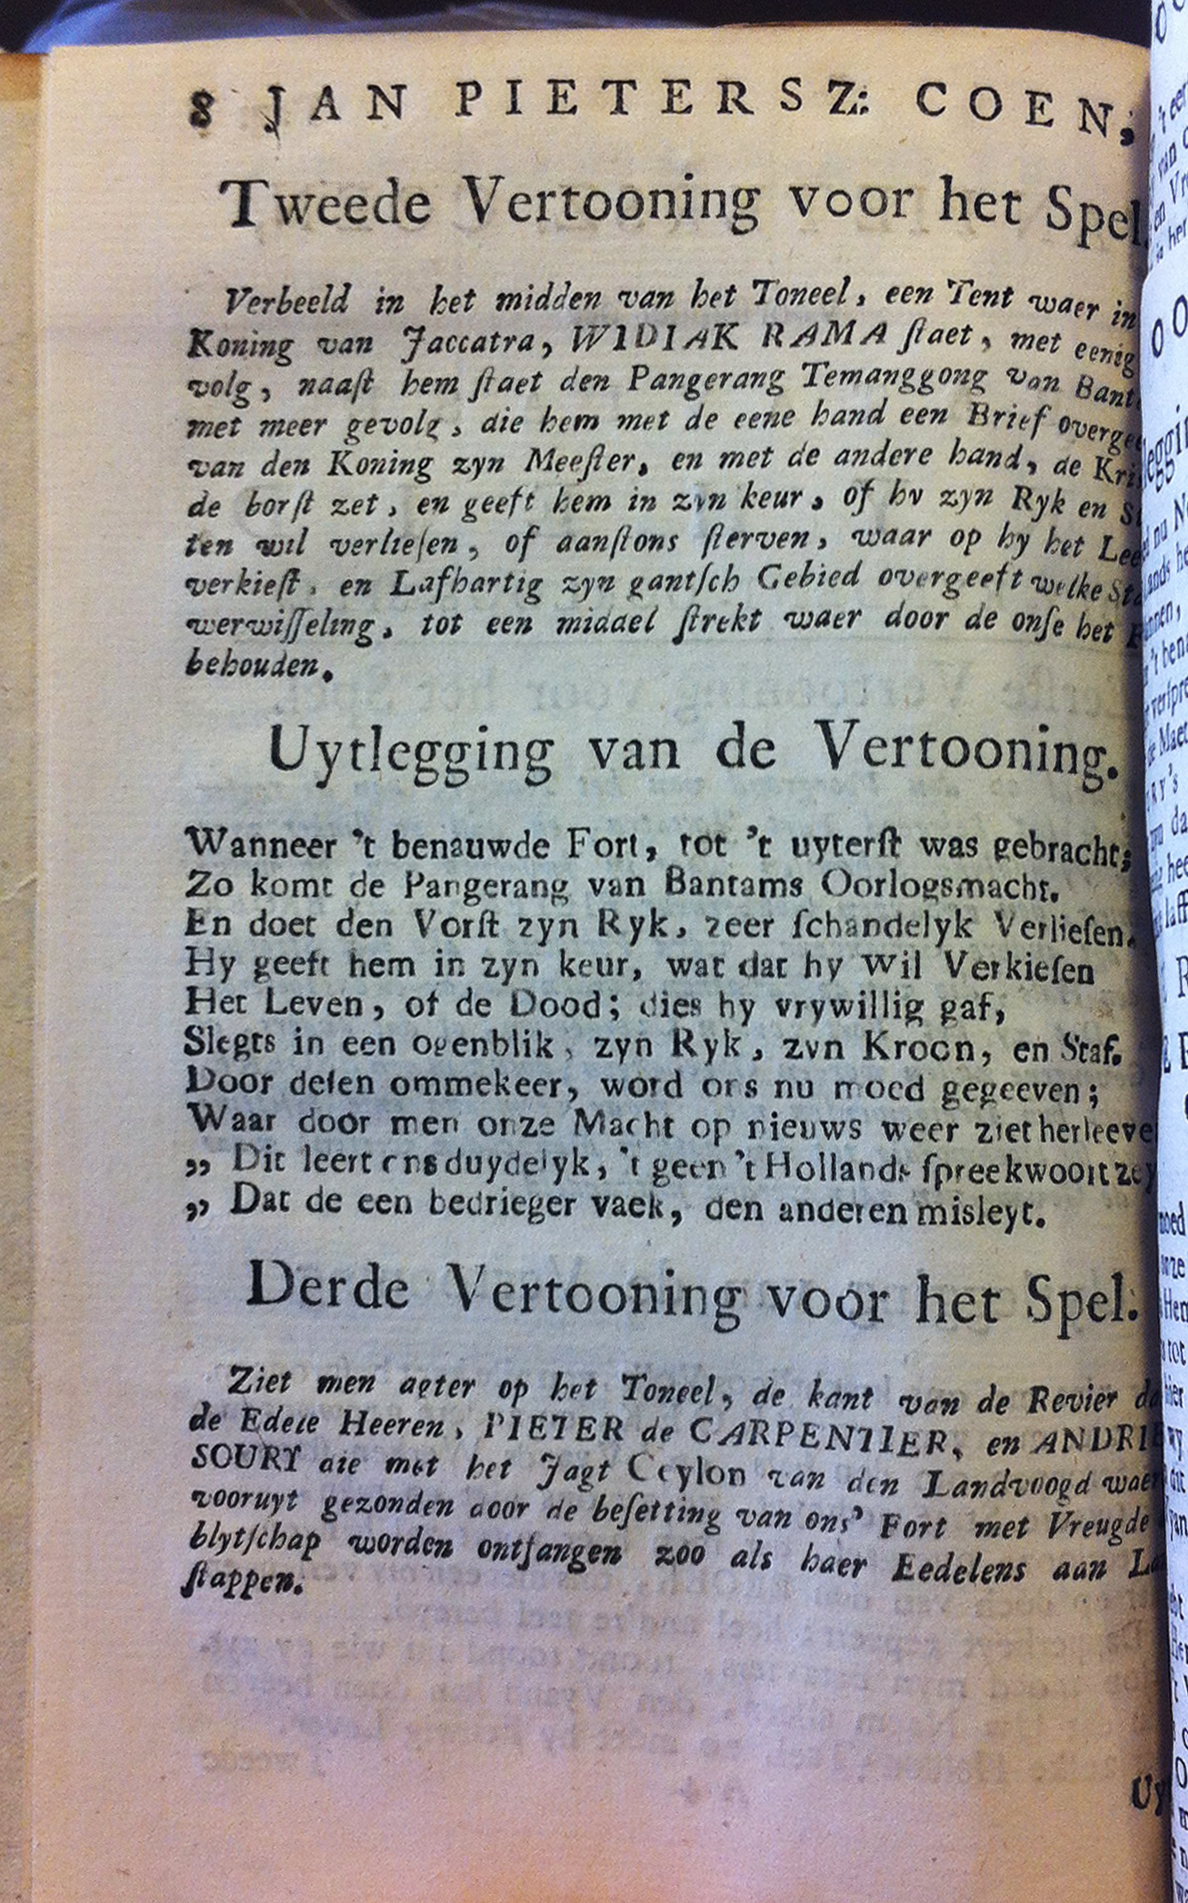 8 JAN PIETERSZ: COEN,
Tweede Vertooning voor het Spel.
Verbeeld in het midden van het Toneel, een Tent waer in
Koning van Jaccatra, WIDIAK RAMA ſtaet, met eenig
volg, naaſt hem ſtaet den Pangerang Temanggong van Bant
met meer gevolg, die hem met de eene hand een Brief overgee
van den Koning zyn Meeſter, en met de andere hand, de Kri
de borſt zet, en geeft hem in zyn keur, of hy zyn Ryk en
ten wil verlieſen, of aanſtons ſterven, waar op hy het Lee
verkieſt, en Lafhartig zyn gantſch Gebied overgeeft welke
werwiſſeling, tot een middel ſtrekt waer door de onſe het
behouden.
Uytlegging van de Vertooning.
Wanneer 't benauwde Fort, tot 't uyterſt was gebracht;
Zo komt de Pangerang van Bantams Oorlogsmacht.
En doet den Vorſt zyn Ryk, zeer ſchandelyk Verlieſen.
Hy geeft hem in zyn keur, wat dat hy Wil Verkieſen
Het Leven, of de Dood; dies hy vrywillig gaf,
Slegts in een ogenblik, zyn Ryk, zyn Kroon, en Staf.
Door deſen ommekeer, word ons nu moed gegeeven;
Waar door men onze Macht op nieuws weer ziet herleeve
„ Dit leert ons duydelyk, 't geen 't Hollands ſpreekwoort zey
„ Dat de een bedrieger vaek, den anderen misleyt.
Derde Vertooning voor het Spel.
Ziet men agter op het Toneel, de kant van de Revier
de Edele Heeren, PIETER de CARPENTIER, en ANDRIE
SOURY die met het Jagt Ceylon van den Landvoogd waer
vooruyt gezonden door de beſetting van ons' Fort met Vreugde
blytſchap worden ontfangen zoo als haer Eedelens aan
ſtappen.
Uy